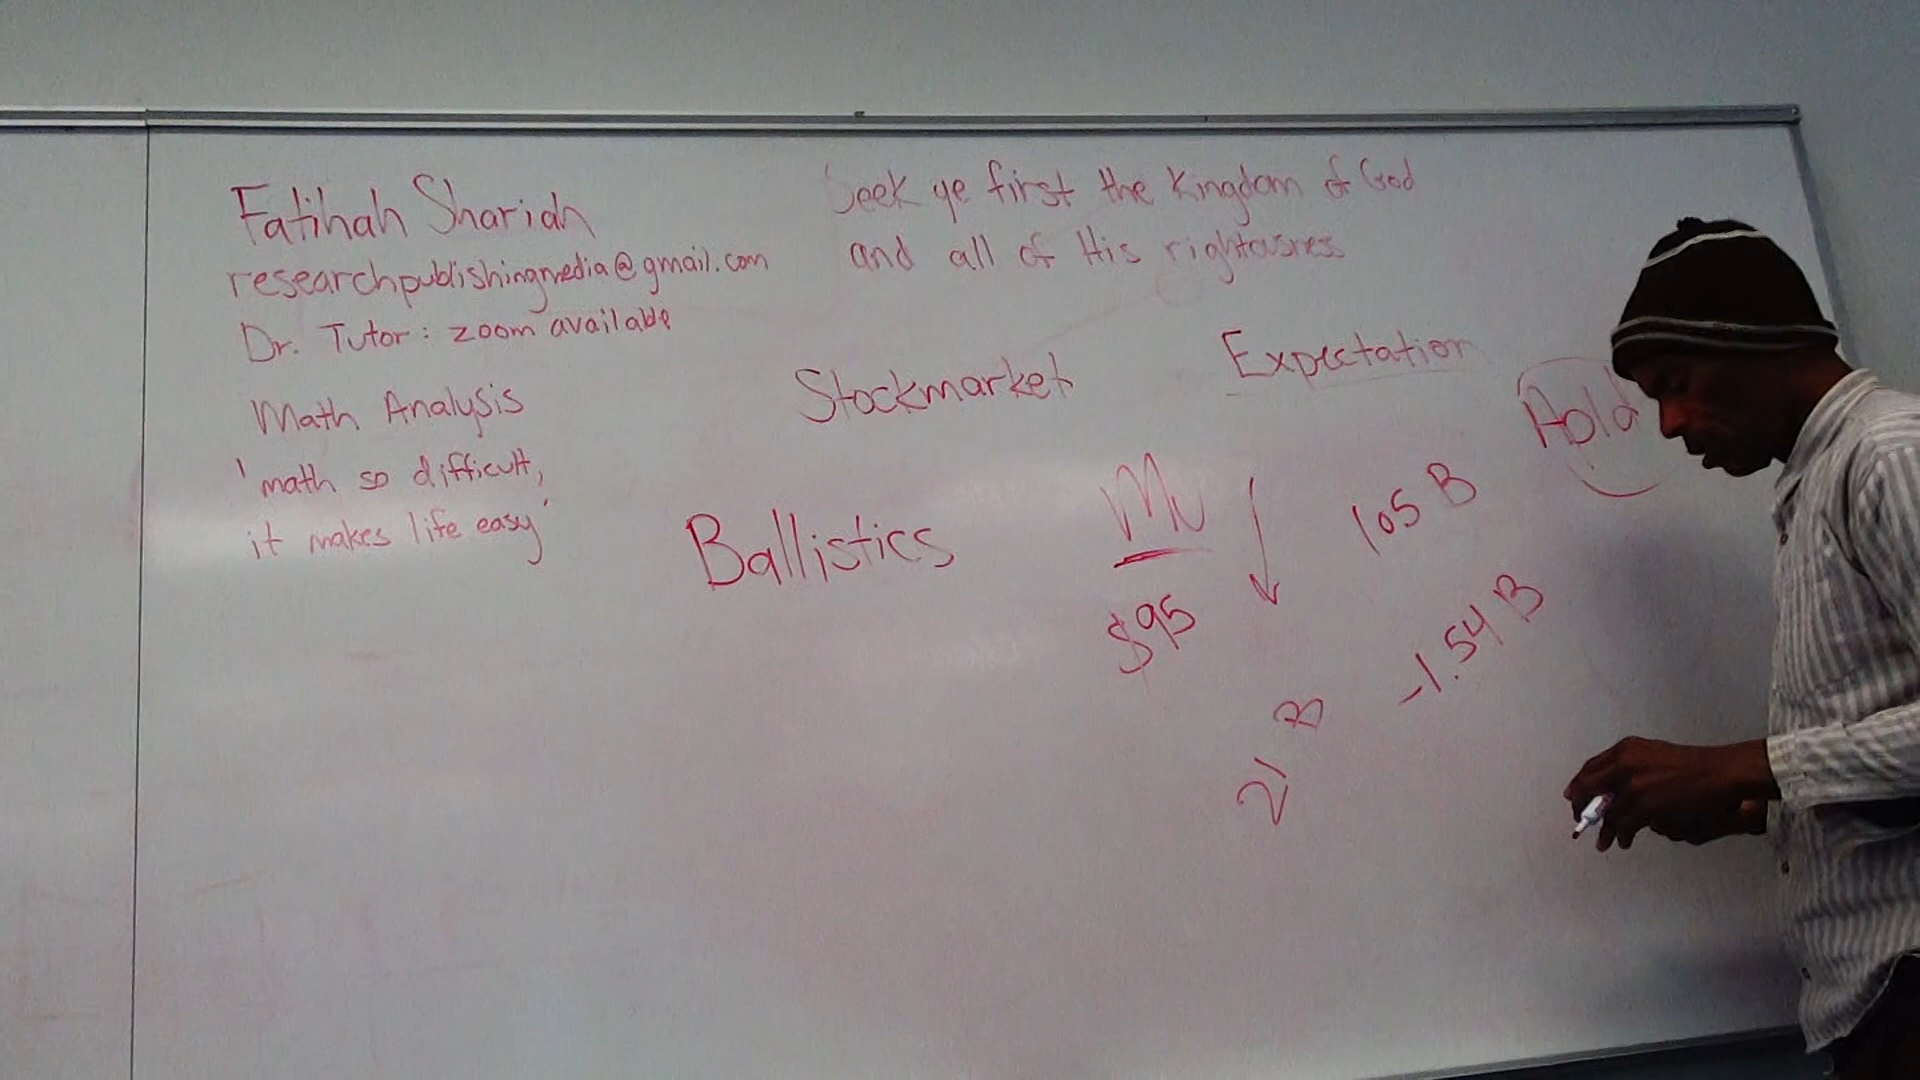 Fatihah Shariah
researchpublishingmedia@gmail.com
Dr. Tutor: zoom available
Math Analysis
'math so difficult,
it makes life easy'
Seek ye first the Kingdom of God
and all of His
Stockmarket
Expectation
Hold
Ballistics
Mu
$95
105 B
-1.54 B